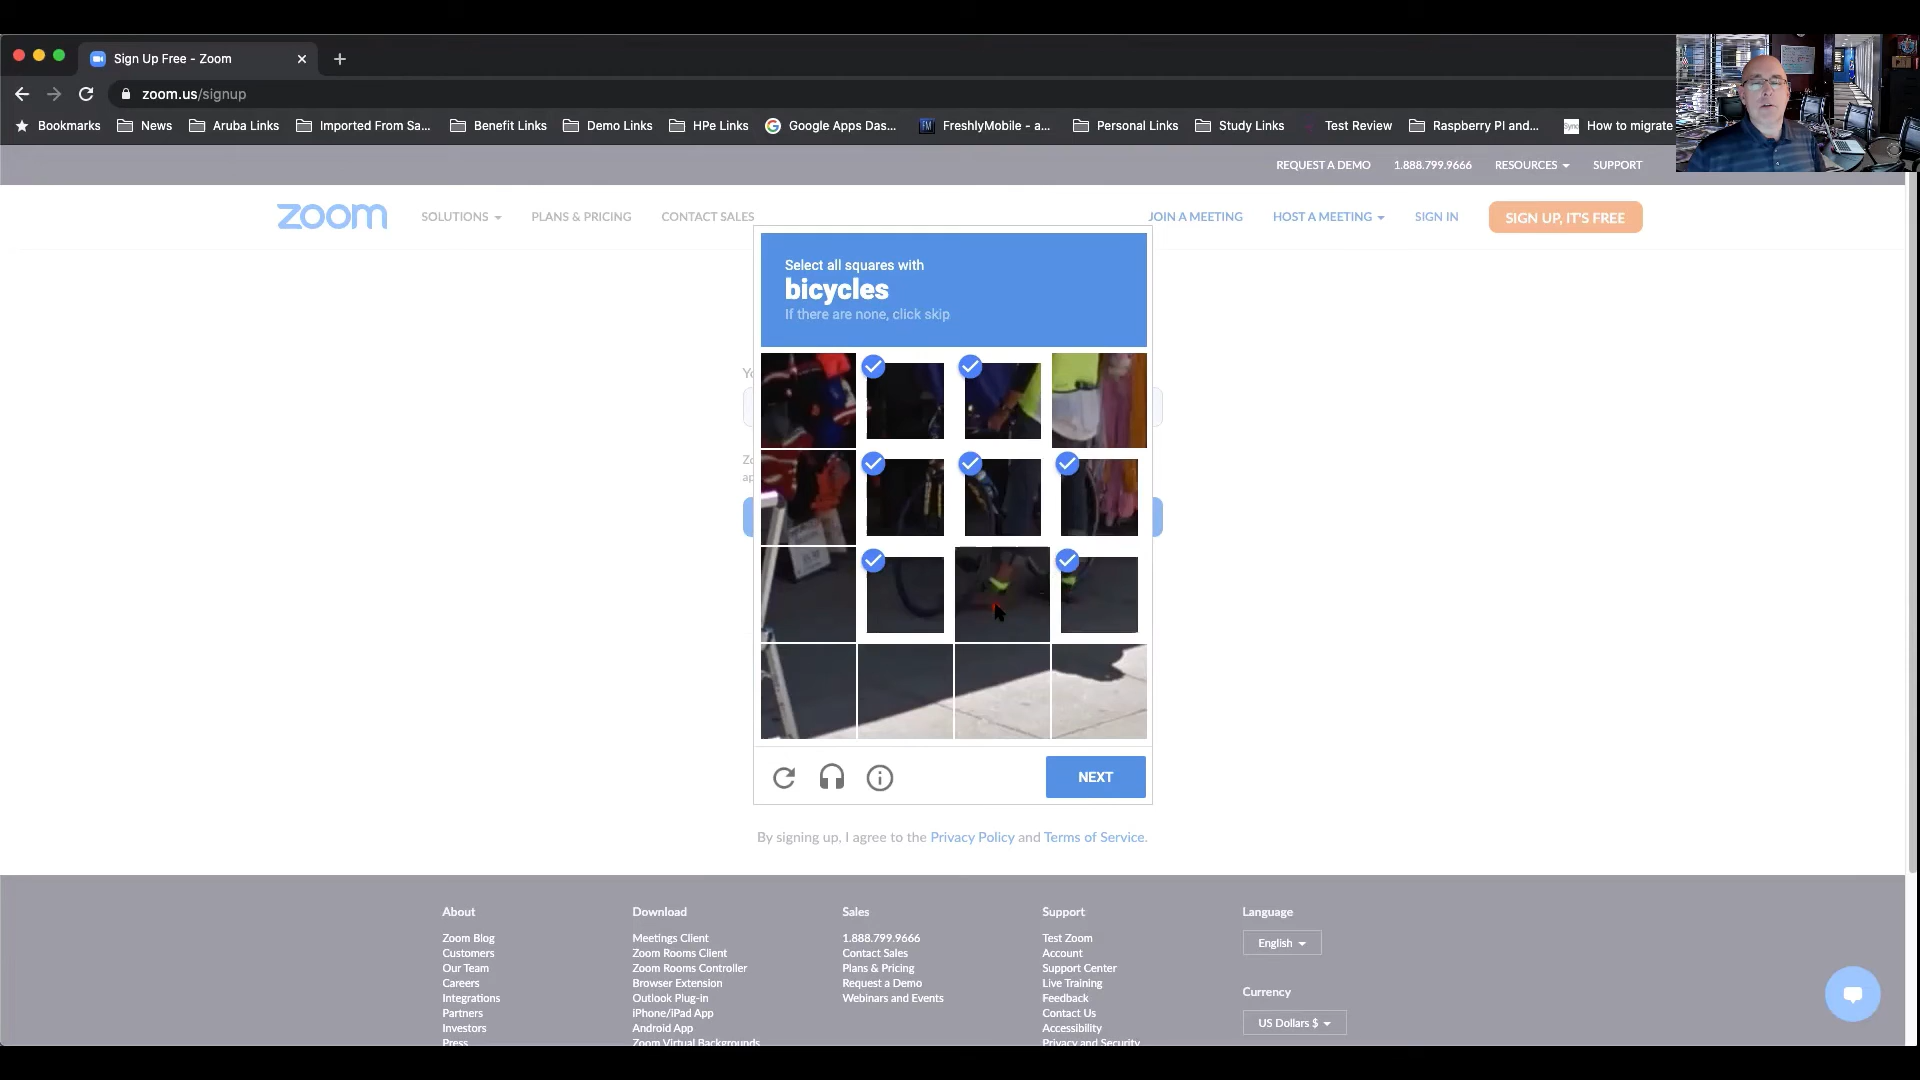 Sign Up Free - Zoom
zoom.us/signup
Bookmarks News Aruba Links Imported From Sa... Benefit Links Demo Links HPe Links Google Apps Das... FreshlyMobile - a... Personal Links Study Links Test Review Raspberry PI and... How to migrate
REQUEST A DEMO 1.888.799.9666 RESOURCES SUPPORT
zoom SOLUTIONS PLANS & PRICING CONTACT SALES JOIN A MEETING HOST A MEETING SIGN IN SIGN UP, IT'S FREE
Select all squares with
bicycles
If there are none, click skip
NEXT
By signing up, I agree to the Privacy Policy and Terms of Service.
About Download Sales Support Language
Zoom Blog Meetings Client 1.888.799.9666 Test Zoom English
Customers Zoom Rooms Client Contact Sales Account
Our Team Zoom Rooms Controller Plans & Pricing Support Center
Careers Browser Extension Request a Demo Live Training Currency
Integrations Outlook Plug-in Webinars and Events Feedback
Partners iPhone/iPad App Contact Us
Investors Android App Accessibility US Dollars $
Press Zoom Virtual Backgrounds Privacy and Security